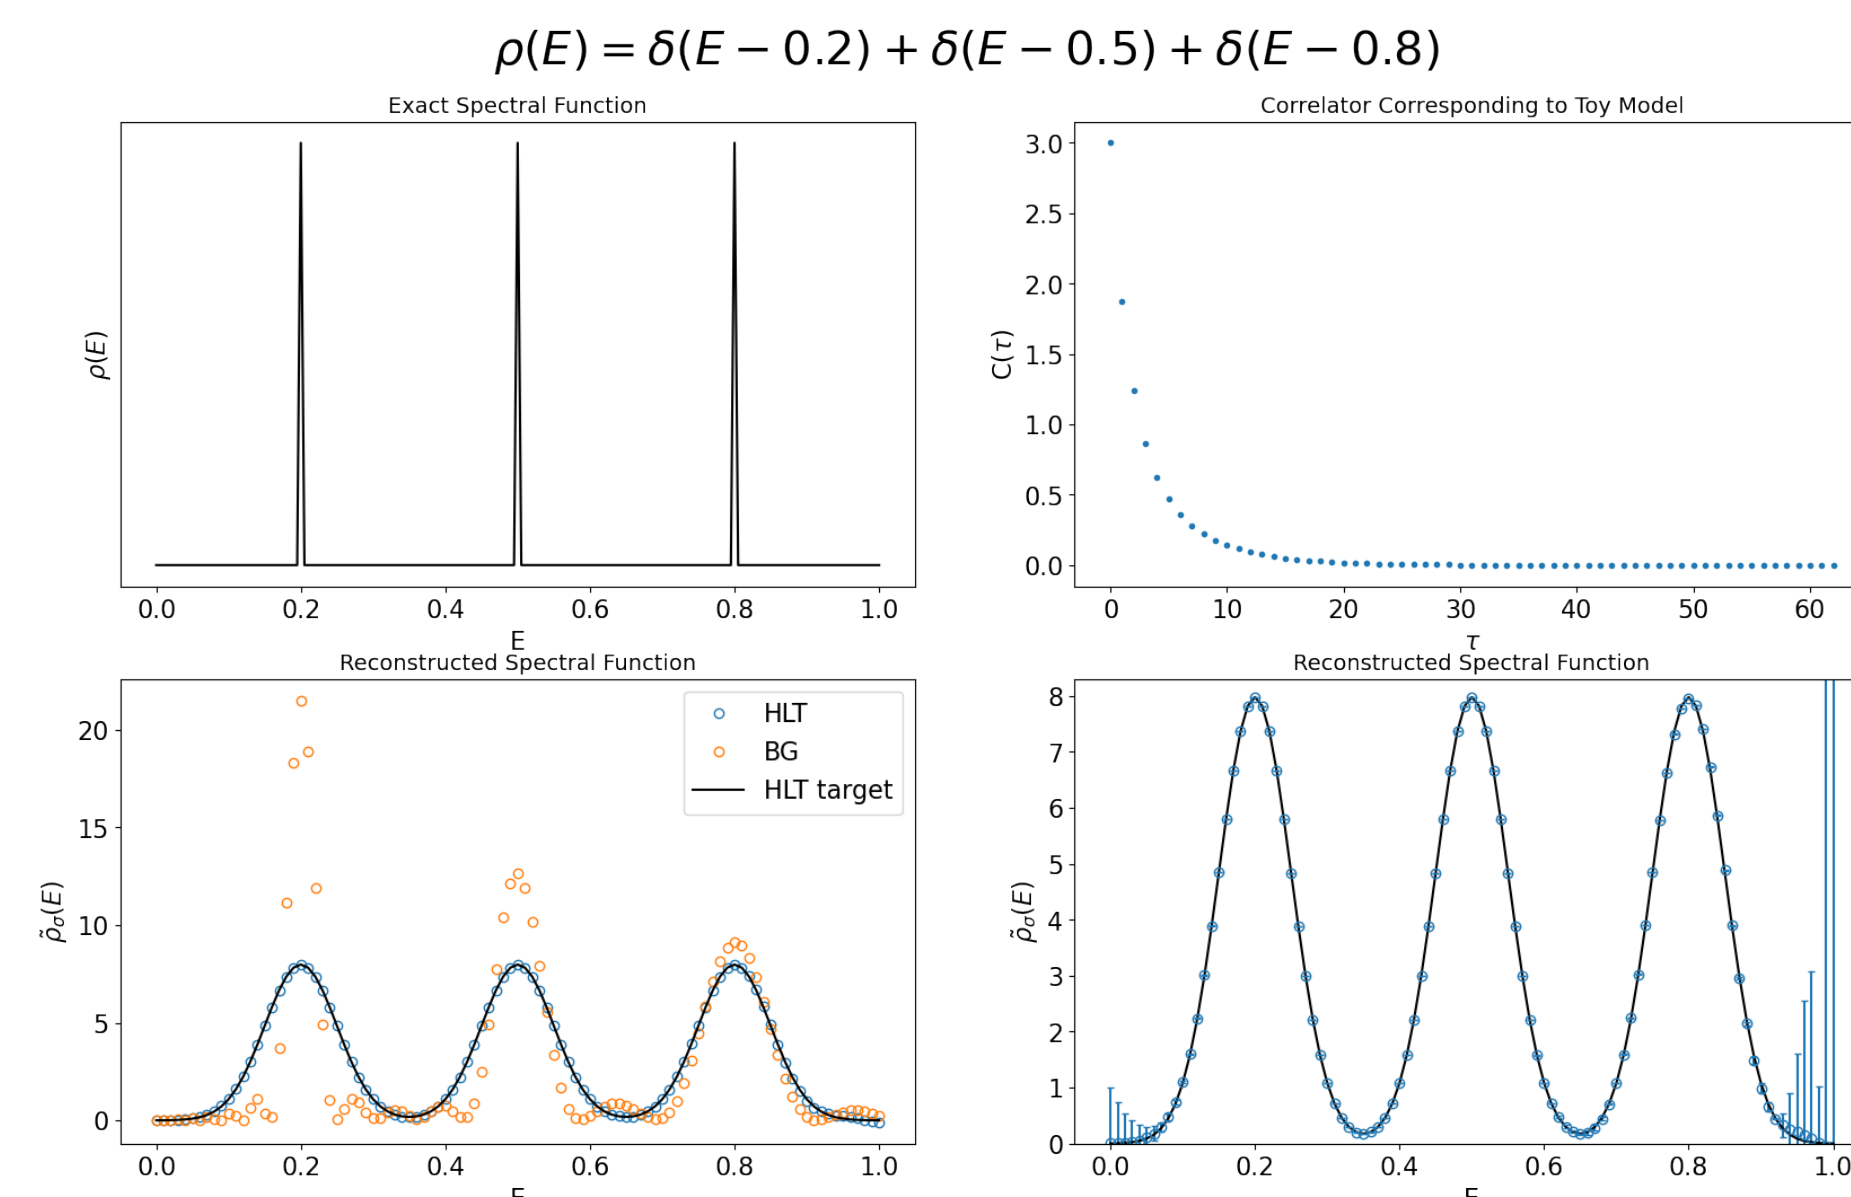 ρ(E) = δ(E − 0.2) + δ(E − 0.5) + δ(E − 0.8)
Exact Spectral Function
ρ(E)
0.0 0.2 0.4 0.6 0.8 1.0
E
Correlator Corresponding to Toy Model
3.0
2.5
2.0
1.5
1.0
0.5
0.0
C(τ)
0 10 20 30 40 50 60
τ
Reconstructed Spectral Function
20
15
10
5
0
ρ̃σ(E)
HLT
BG
HLT target
0.0 0.2 0.4 0.6 0.8 1.0
E
Reconstructed Spectral Function
8
7
6
5
4
3
2
1
0
ρ̃σ(E)
0.0 0.2 0.4 0.6 0.8 1.0
E